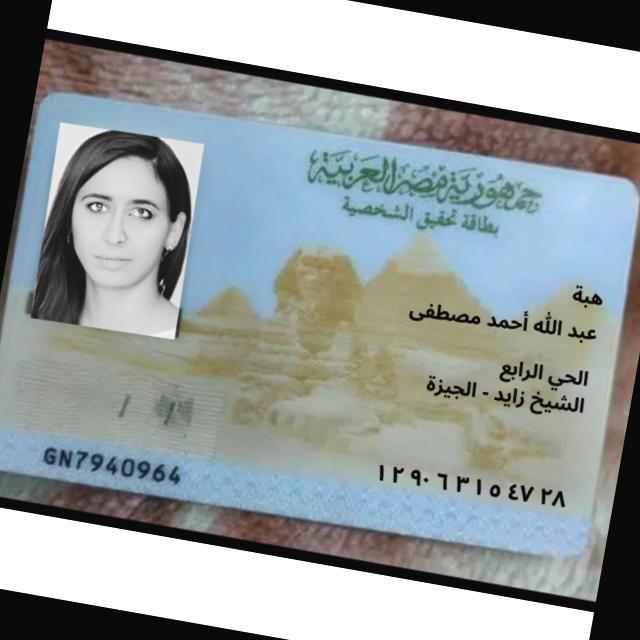 جمهورية مصر العربية
بطاقة تحقيق الشخصية
هبة
عبد الله أحمد مصطفى
الحي الرابع
الشيخ زايد - الجيزة
١٢٩٠٦٣١٥٤٧٢٨
GN7940964